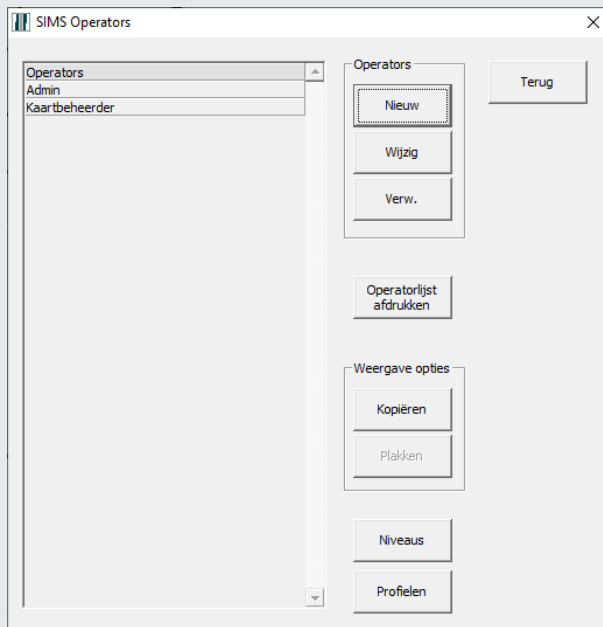 SIMS Operators
Operators
Admin
Kaartbeheerder
Operators
Nieuw
Wijzig
Verw.
Terug
Operatorlijst
afdrukken
Weergave opties
Kopiëren
Plakken
Niveaus
Profielen